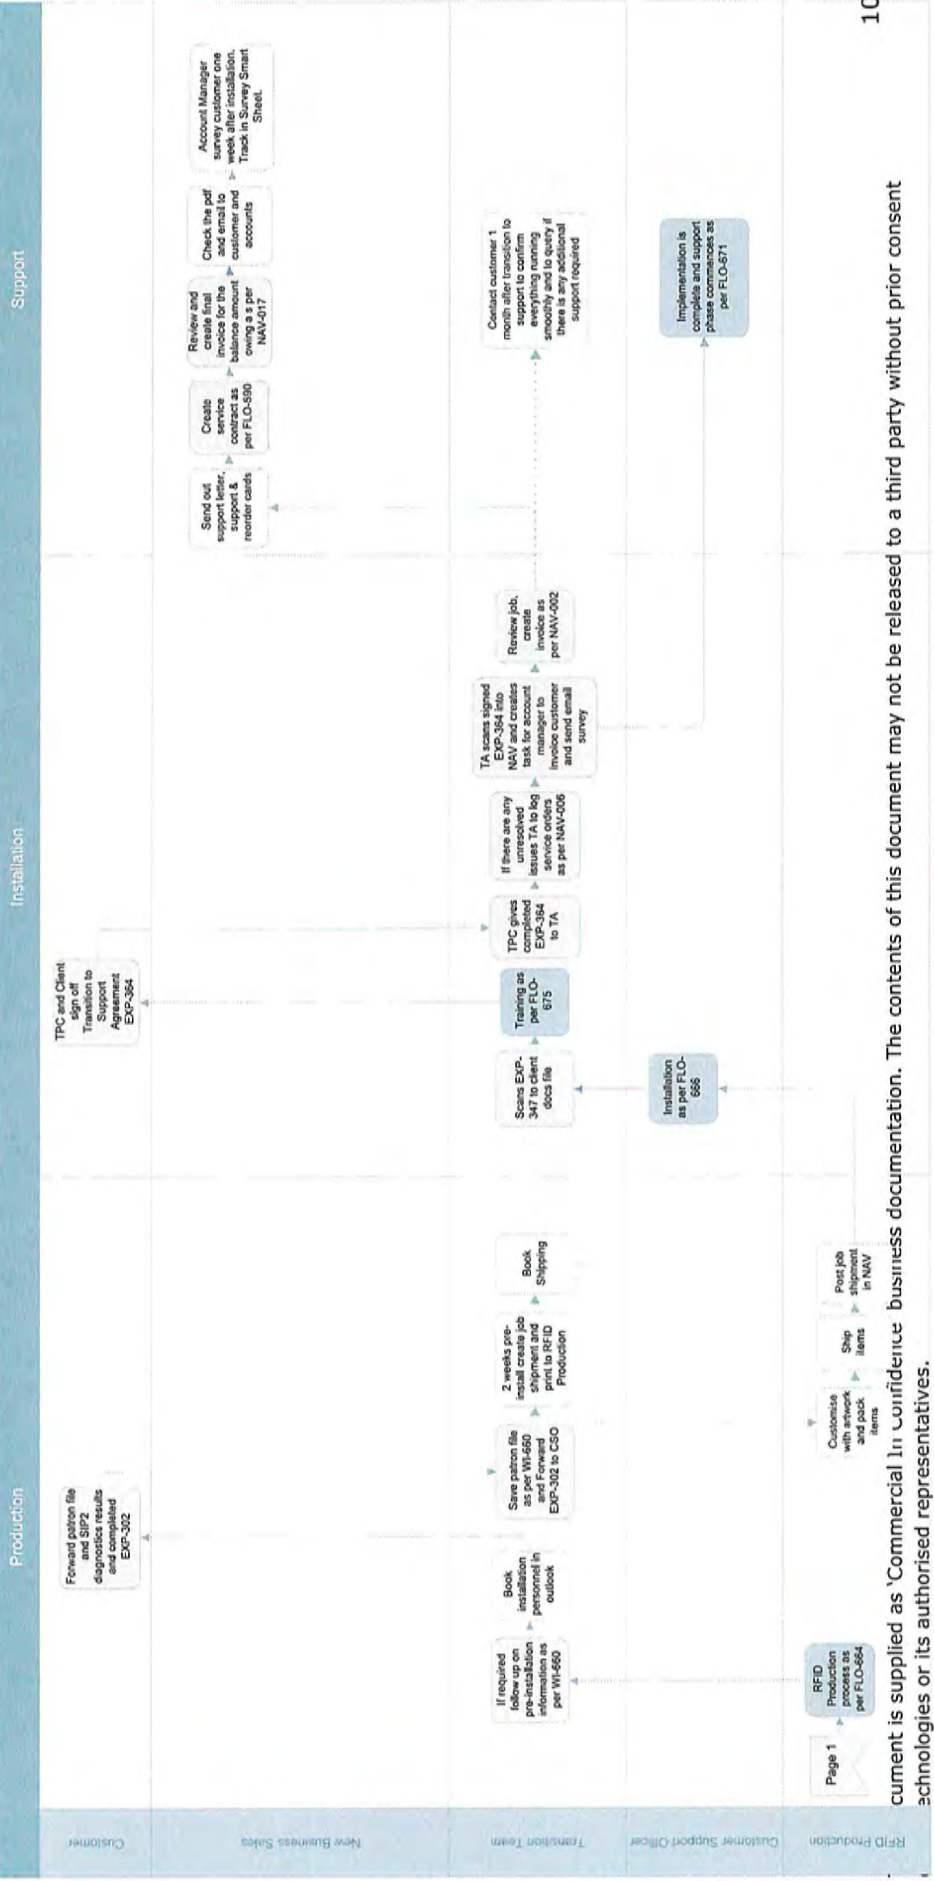 Production
Installation
Support
Customer
New Business Sales
Transition Team
Customer Support Officer
RFID Production
Forward patron file
and SIP2
diagnostics results
and completed
EXP-302
TPC and Client
sign off
Transition to
Support
Agreement
EXP-364
Send out
support letter,
support &
reorder cards
Create
service
contract as
per FLO-590
Review and
create final
invoice for the
balance amount
owing a s per
NAV-017
Check the pdf
and email to
customer and
accounts
Account Manager
survey customer one
week after installation.
Track in Survey Smart
Sheet.
If required
follow up on
pre-installation
information as
per WI-660
Book
installation
personnel in
outlook
Save patron file
as per WI-660
and Forward
EXP-302 to CSO
2 weeks pre-
install create job
shipment and
print to RFID
Production
Book
Shipping
Scans EXP-
347 to client
docs file
Training as
per FLO-
675
TPC gives
completed
EXP-364
to TA
If there are any
unresolved
issues TA to log
service orders
as per NAV-006
TA scans signed
EXP-364 into
NAV and creates
task for account
manager to
invoice customer
and send email
survey
Review job,
create
invoice as
per NAV-002
Contact customer 1
month after transition to
support to confirm
everything running
smoothly and to query if
there is any additional
support required
Installation
as per FLO-
666
Implementation is
complete and support
phase commences as
per FLO-671
Page 1
RFID
Production
process as
per FLO-664
Customise
with artwork
and pack
items
Ship
items
Post job
shipment
in NAV
10
cument is supplied as 'Commercial In Confidence business documentation. The contents of this document may not be released to a third party without prior consent
echnologies or its authorised representatives.